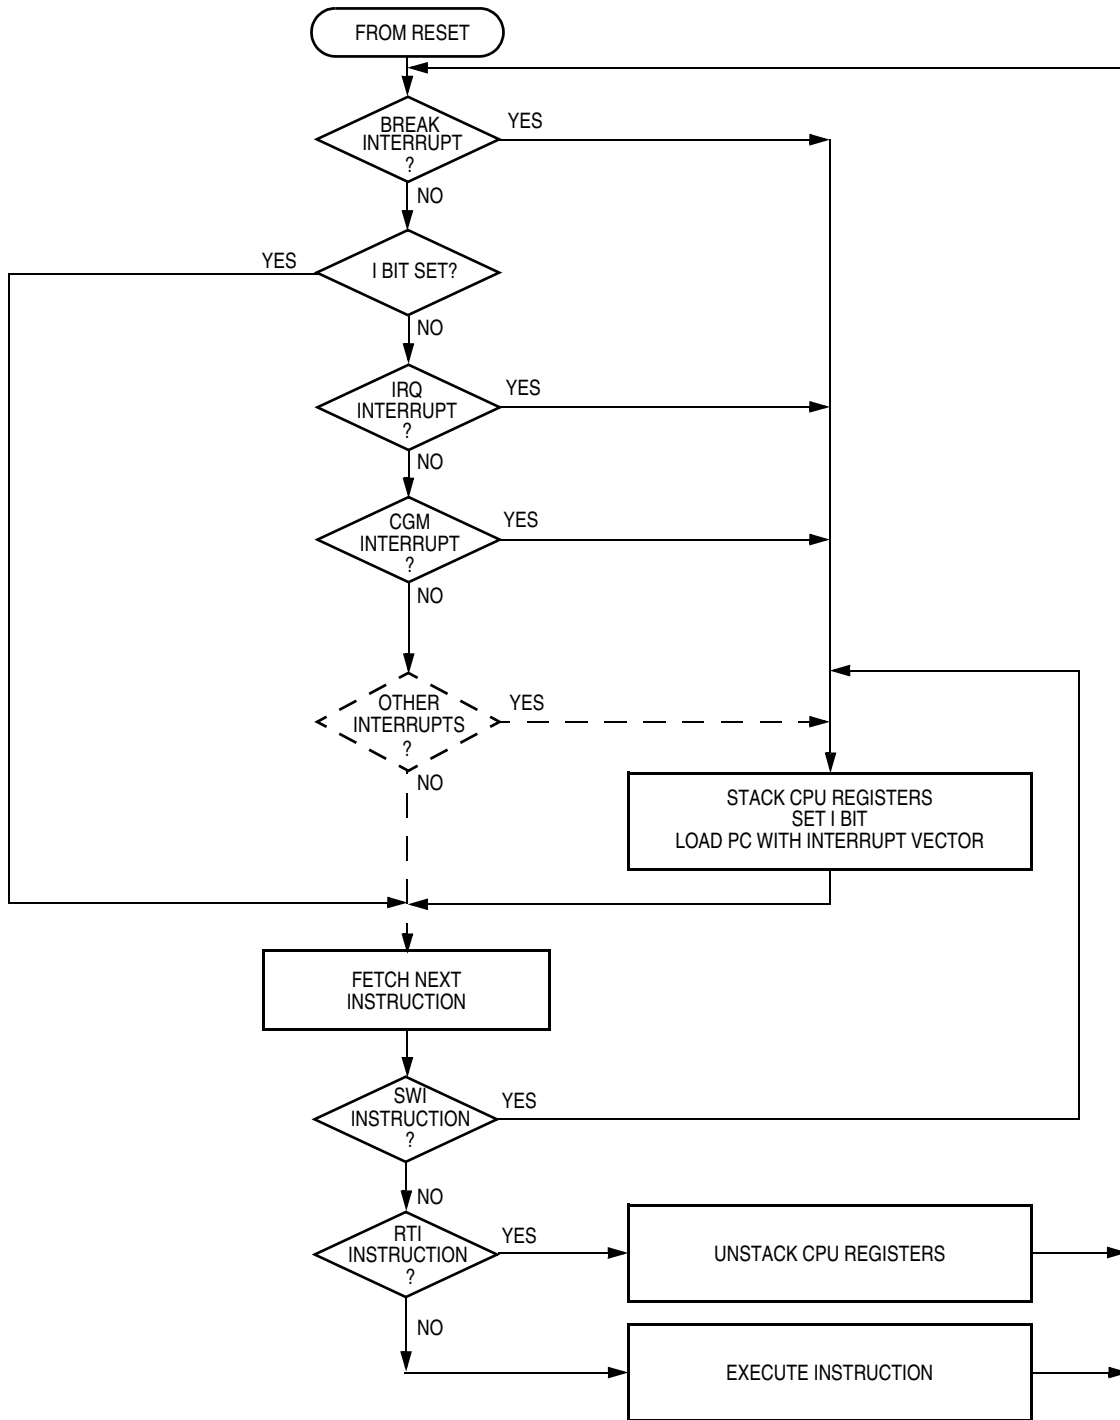 FROM RESET
BREAK
INTERRUPT
?
YES
NO
I BIT SET?
YES
NO
IRQ
INTERRUPT
?
YES
NO
CGM
INTERRUPT
?
YES
NO
OTHER
INTERRUPTS
?
YES
NO
STACK CPU REGISTERS
SET I BIT
LOAD PC WITH INTERRUPT VECTOR
FETCH NEXT
INSTRUCTION
SWI
INSTRUCTION
?
YES
NO
RTI
INSTRUCTION
?
YES
UNSTACK CPU REGISTERS
NO
EXECUTE INSTRUCTION